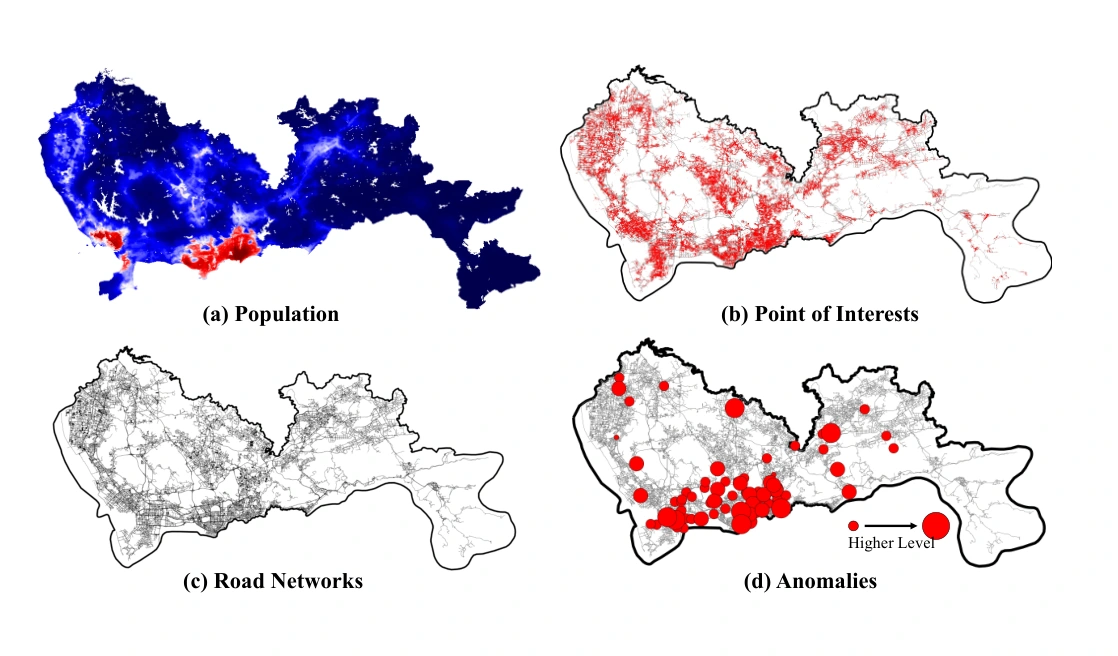 (a) Population
(b) Point of Interests
(c) Road Networks
Higher Level
(d) Anomalies